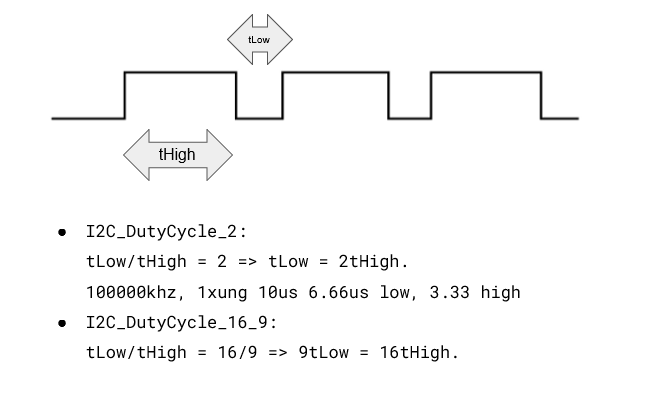 tLow
tHigh
● I2C_DutyCycle_2:
tLow/tHigh = 2 => tLow = 2tHigh.
100000khz, 1xung 10us 6.66us low, 3.33 high
● I2C_DutyCycle_16_9:
tLow/tHigh = 16/9 => 9tLow = 16tHigh.